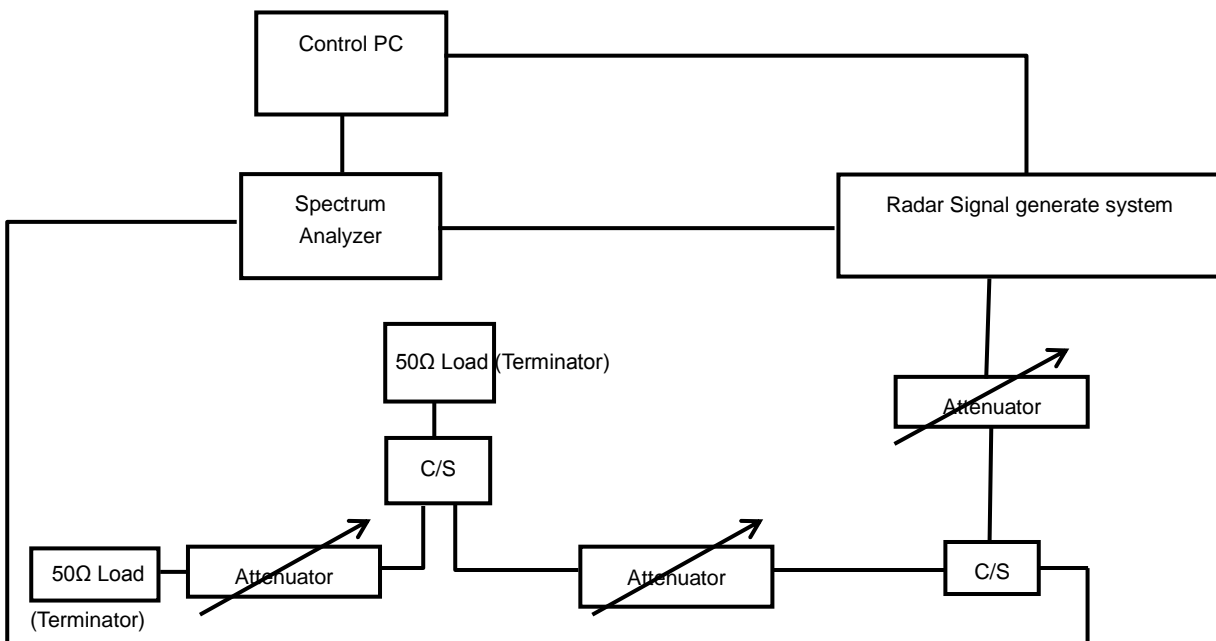 Control PC
Spectrum
Analyzer
Radar Signal generate system
50Ω Load (Terminator)
Attenuator
C/S
50Ω Load
(Terminator)
Attenuator
Attenuator
C/S